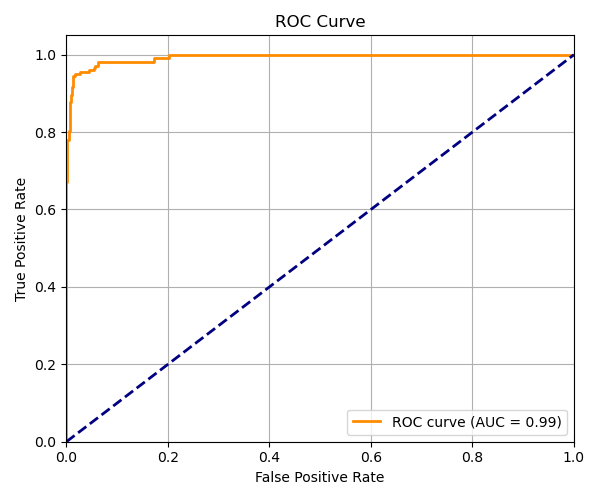 ROC Curve
1.0
0.8
0.6
0.4
0.2
0.0
True Positive Rate
ROC curve (AUC = 0.99)
0.0 0.2 0.4 0.6 0.8 1.0
False Positive Rate